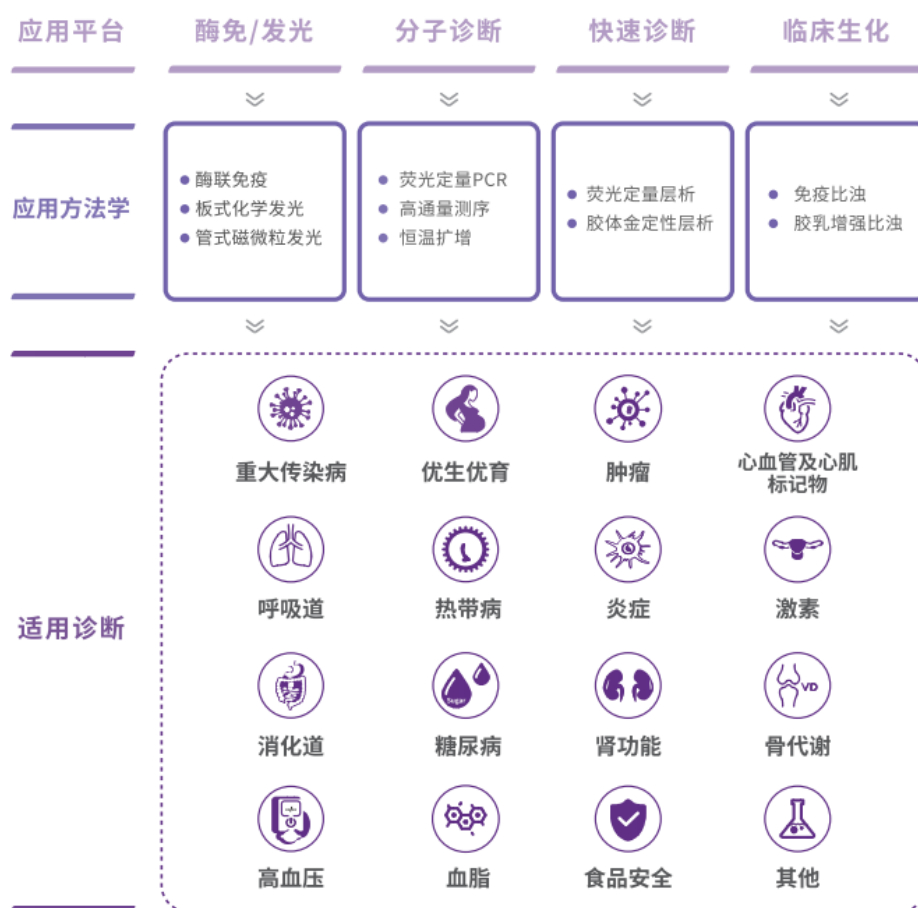 应用平台
酶免/发光
分子诊断
快速诊断
临床生化
应用方法学
酶联免疫
板式化学发光
管式磁微粒发光
荧光定量PCR
高通量测序
恒温扩增
荧光定量层析
胶体金定性层析
免疫比浊
胶乳增强比浊
适用诊断
重大传染病
优生优育
肿瘤
心血管及心肌
标记物
呼吸道
热带病
炎症
激素
消化道
Sugar
糖尿病
肾功能
VD
骨代谢
高血压
血脂
食品安全
其他